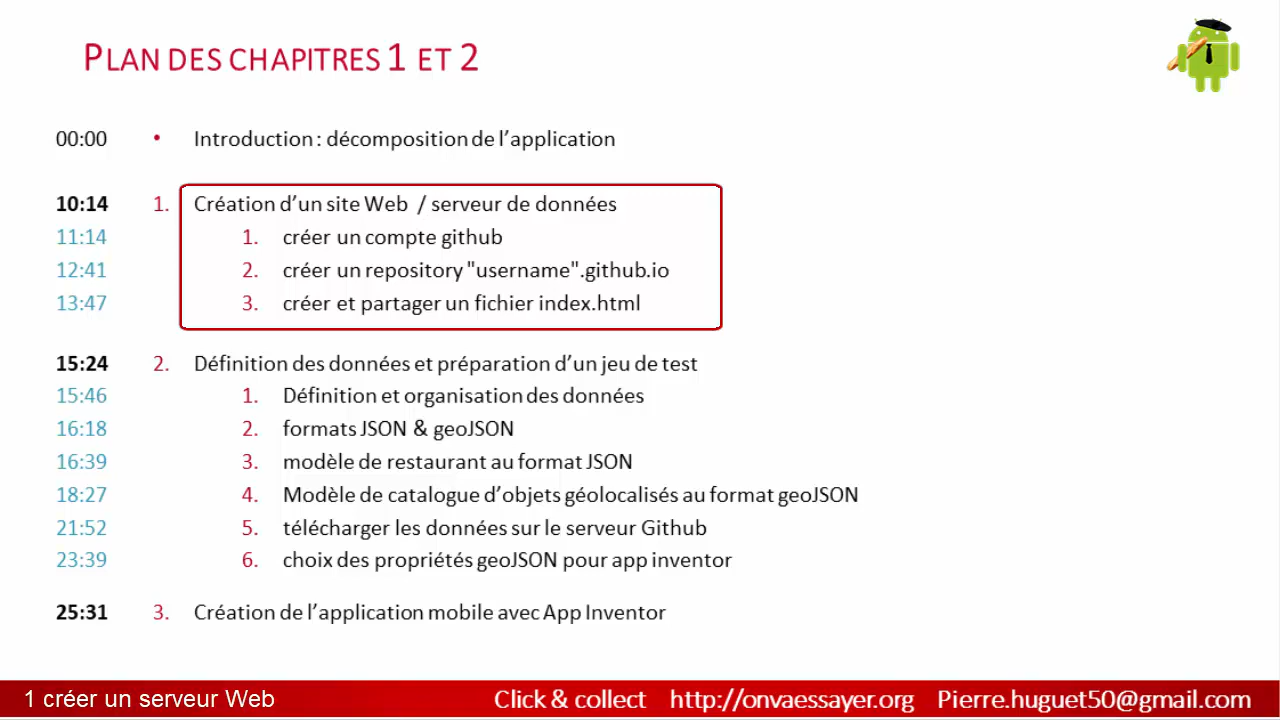 PLAN DES CHAPITRES 1 ET 2
00:00 • Introduction : décomposition de l'application
10:14 1. Création d'un site Web / serveur de données
11:14 1. créer un compte github
12:41 2. créer un repository "username".github.io
13:47 3. créer et partager un fichier index.html
15:24 2. Définition des données et préparation d'un jeu de test
15:46 1. Définition et organisation des données
16:18 2. formats JSON & geoJSON
16:39 3. modèle de restaurant au format JSON
18:27 4. Modèle de catalogue d'objets géolocalisés au format geoJSON
21:52 5. télécharger les données sur le serveur Github
23:39 6. choix des propriétés geoJSON pour app inventor
25:31 3. Création de l'application mobile avec App Inventor
1 créer un serveur Web Click & collect http://onvaessayer.org Pierre.huguet50@gmail.com